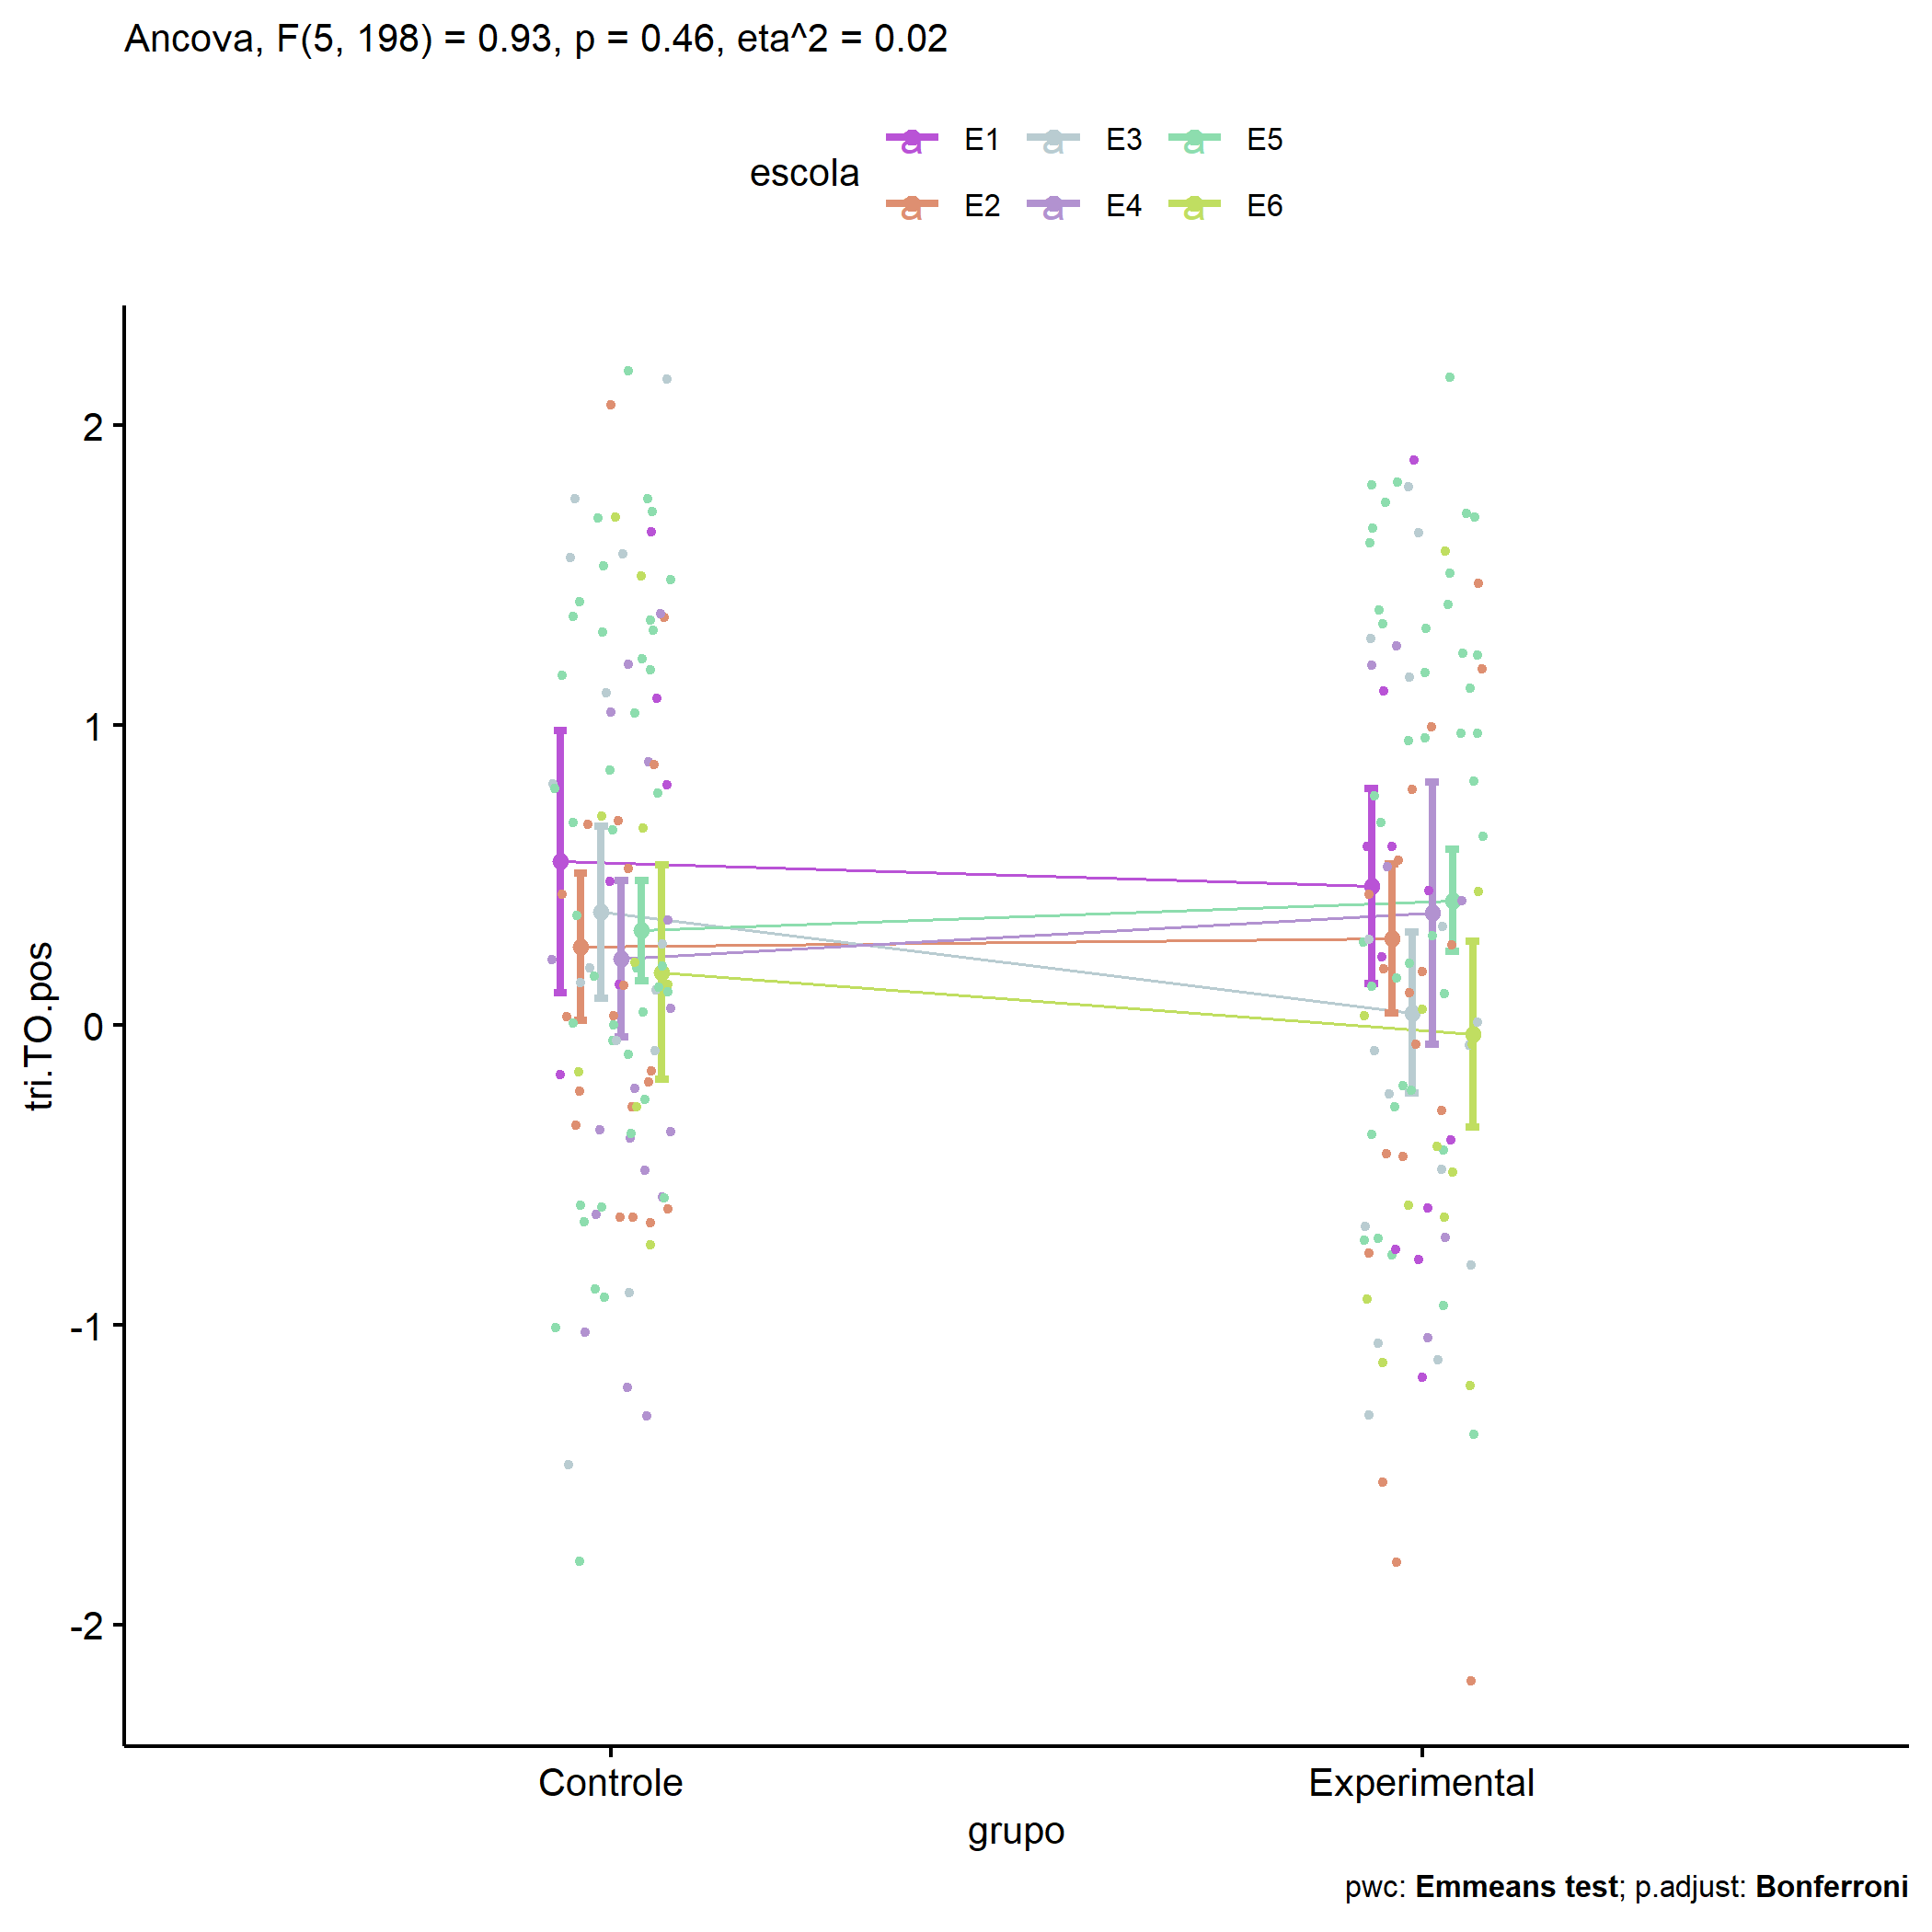 Ancova, F(5, 198) = 0.93, p = 0.46, eta^2 = 0.02
escola
a E1 a E3 a E5
a E2 a E4 a E6
2
1
0
-1
-2
tri.TO.pos
Controle Experimental
grupo
pwc: Emmeans test; p.adjust: Bonferroni